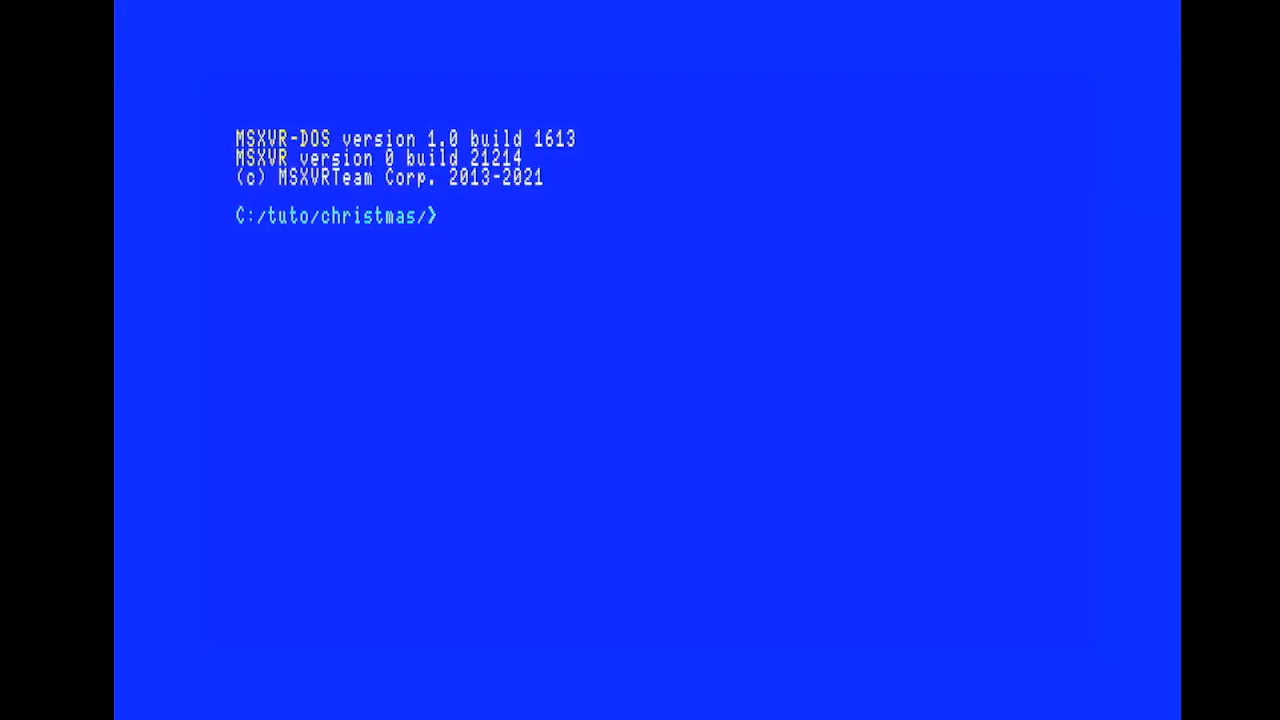 MSXVR-DOS version 1.0 build 1613
MSXVR version 0 build 21214
(c) MSXVRTeam Corp. 2013-2021
C:/tuto/christmas/>